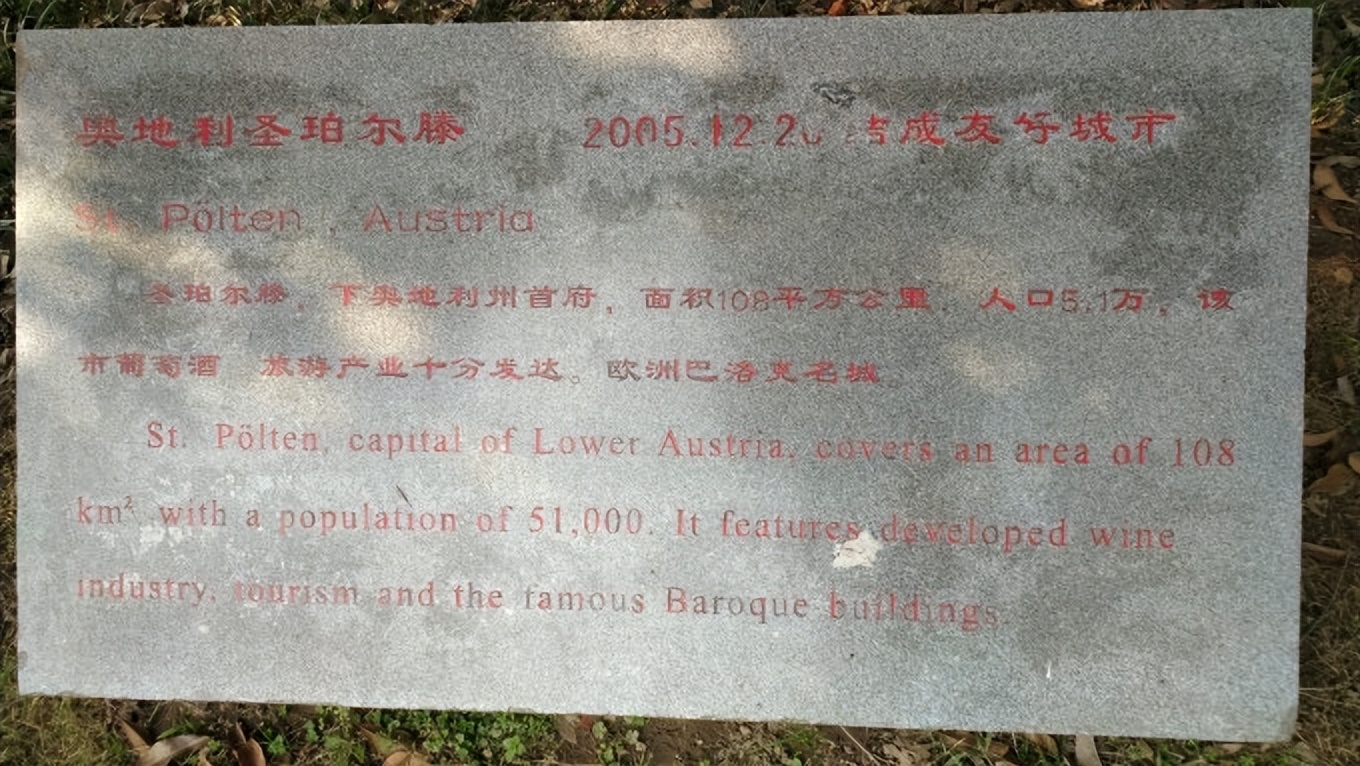 奥地利圣珀尔滕 2005.12.20 结成友好城市
St. Pölten , Austria
圣珀尔滕，下奥地利州首府，面积108平方公里，人口5.1万，该
市葡萄酒 旅游产业十分发达。欧洲巴洛克名城。
St. Pölten, capital of Lower Austria, covers an area of 108
km² with a population of 51,000. It features developed wine
industry, tourism and the famous Baroque buildings.